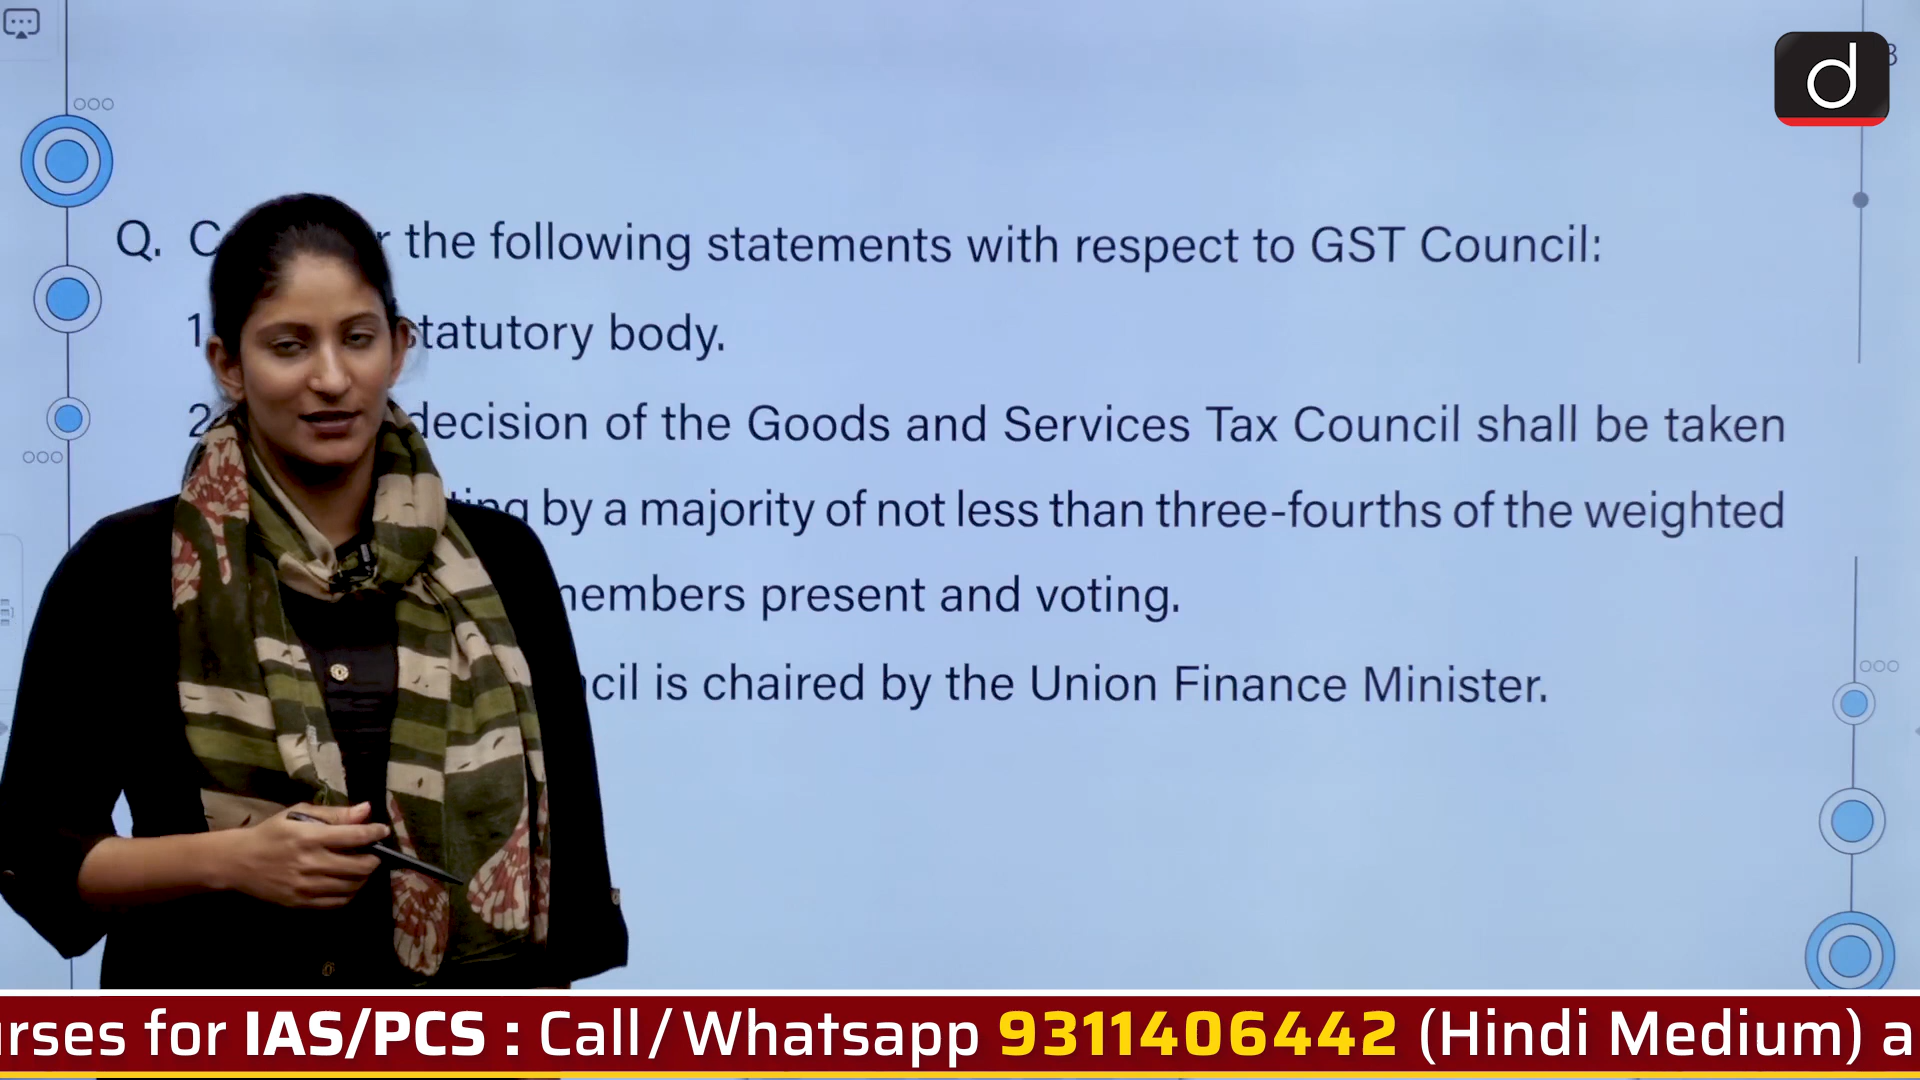 d
Q. the following statements with respect to GST Council:
1 statutory body.
2 decision of the Goods and Services Tax Council shall be taken
by a majority of not less than three-fourths of the weighted
members present and voting.
is chaired by the Union Finance Minister.
for IAS/PCS : Call/Whatsapp 9311406442 (Hindi Medium) a